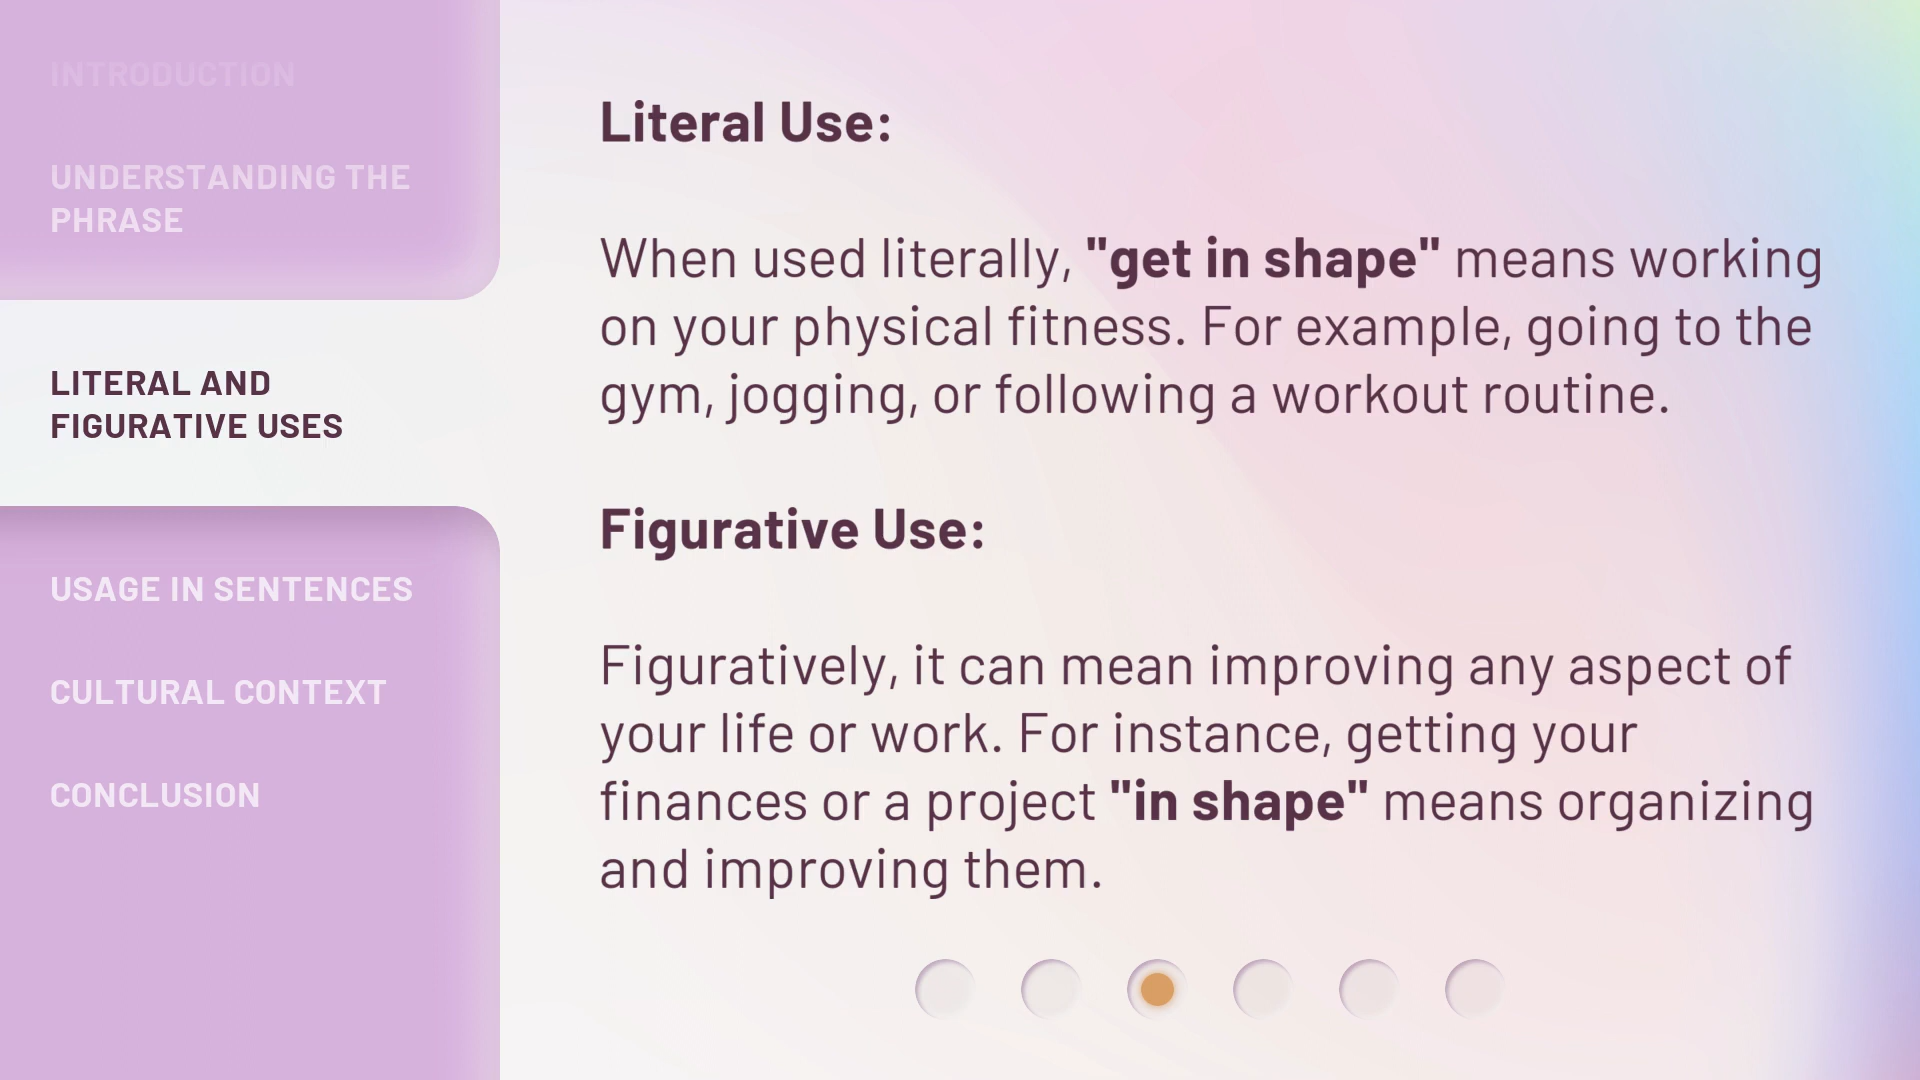 INTRODUCTION
UNDERSTANDING THE
PHRASE
LITERAL AND
FIGURATIVE USES
USAGE IN SENTENCES
CULTURAL CONTEXT
CONCLUSION
Literal Use:
When used literally, "get in shape" means working
on your physical fitness. For example, going to the
gym, jogging, or following a workout routine.
Figurative Use:
Figuratively, it can mean improving any aspect of
your life or work. For instance, getting your
finances or a project "in shape" means organizing
and improving them.